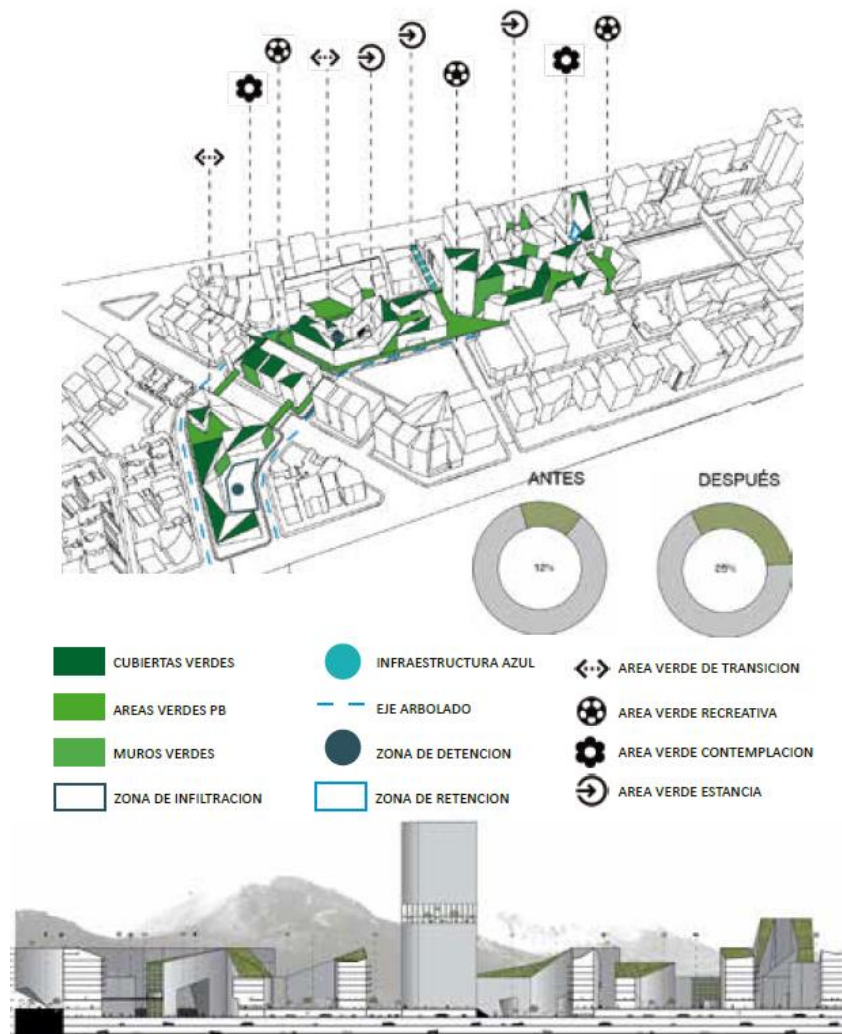 ANTES
DESPUÉS
12%
25%
CUBIERTAS VERDES
INFRAESTRUCTURA AZUL
AREA VERDE DE TRANSICION
AREAS VERDES PB
EJE ARBOLADO
AREA VERDE RECREATIVA
MUROS VERDES
ZONA DE DETENCION
AREA VERDE CONTEMPLACION
ZONA DE INFILTRACION
ZONA DE RETENCION
AREA VERDE ESTANCIA